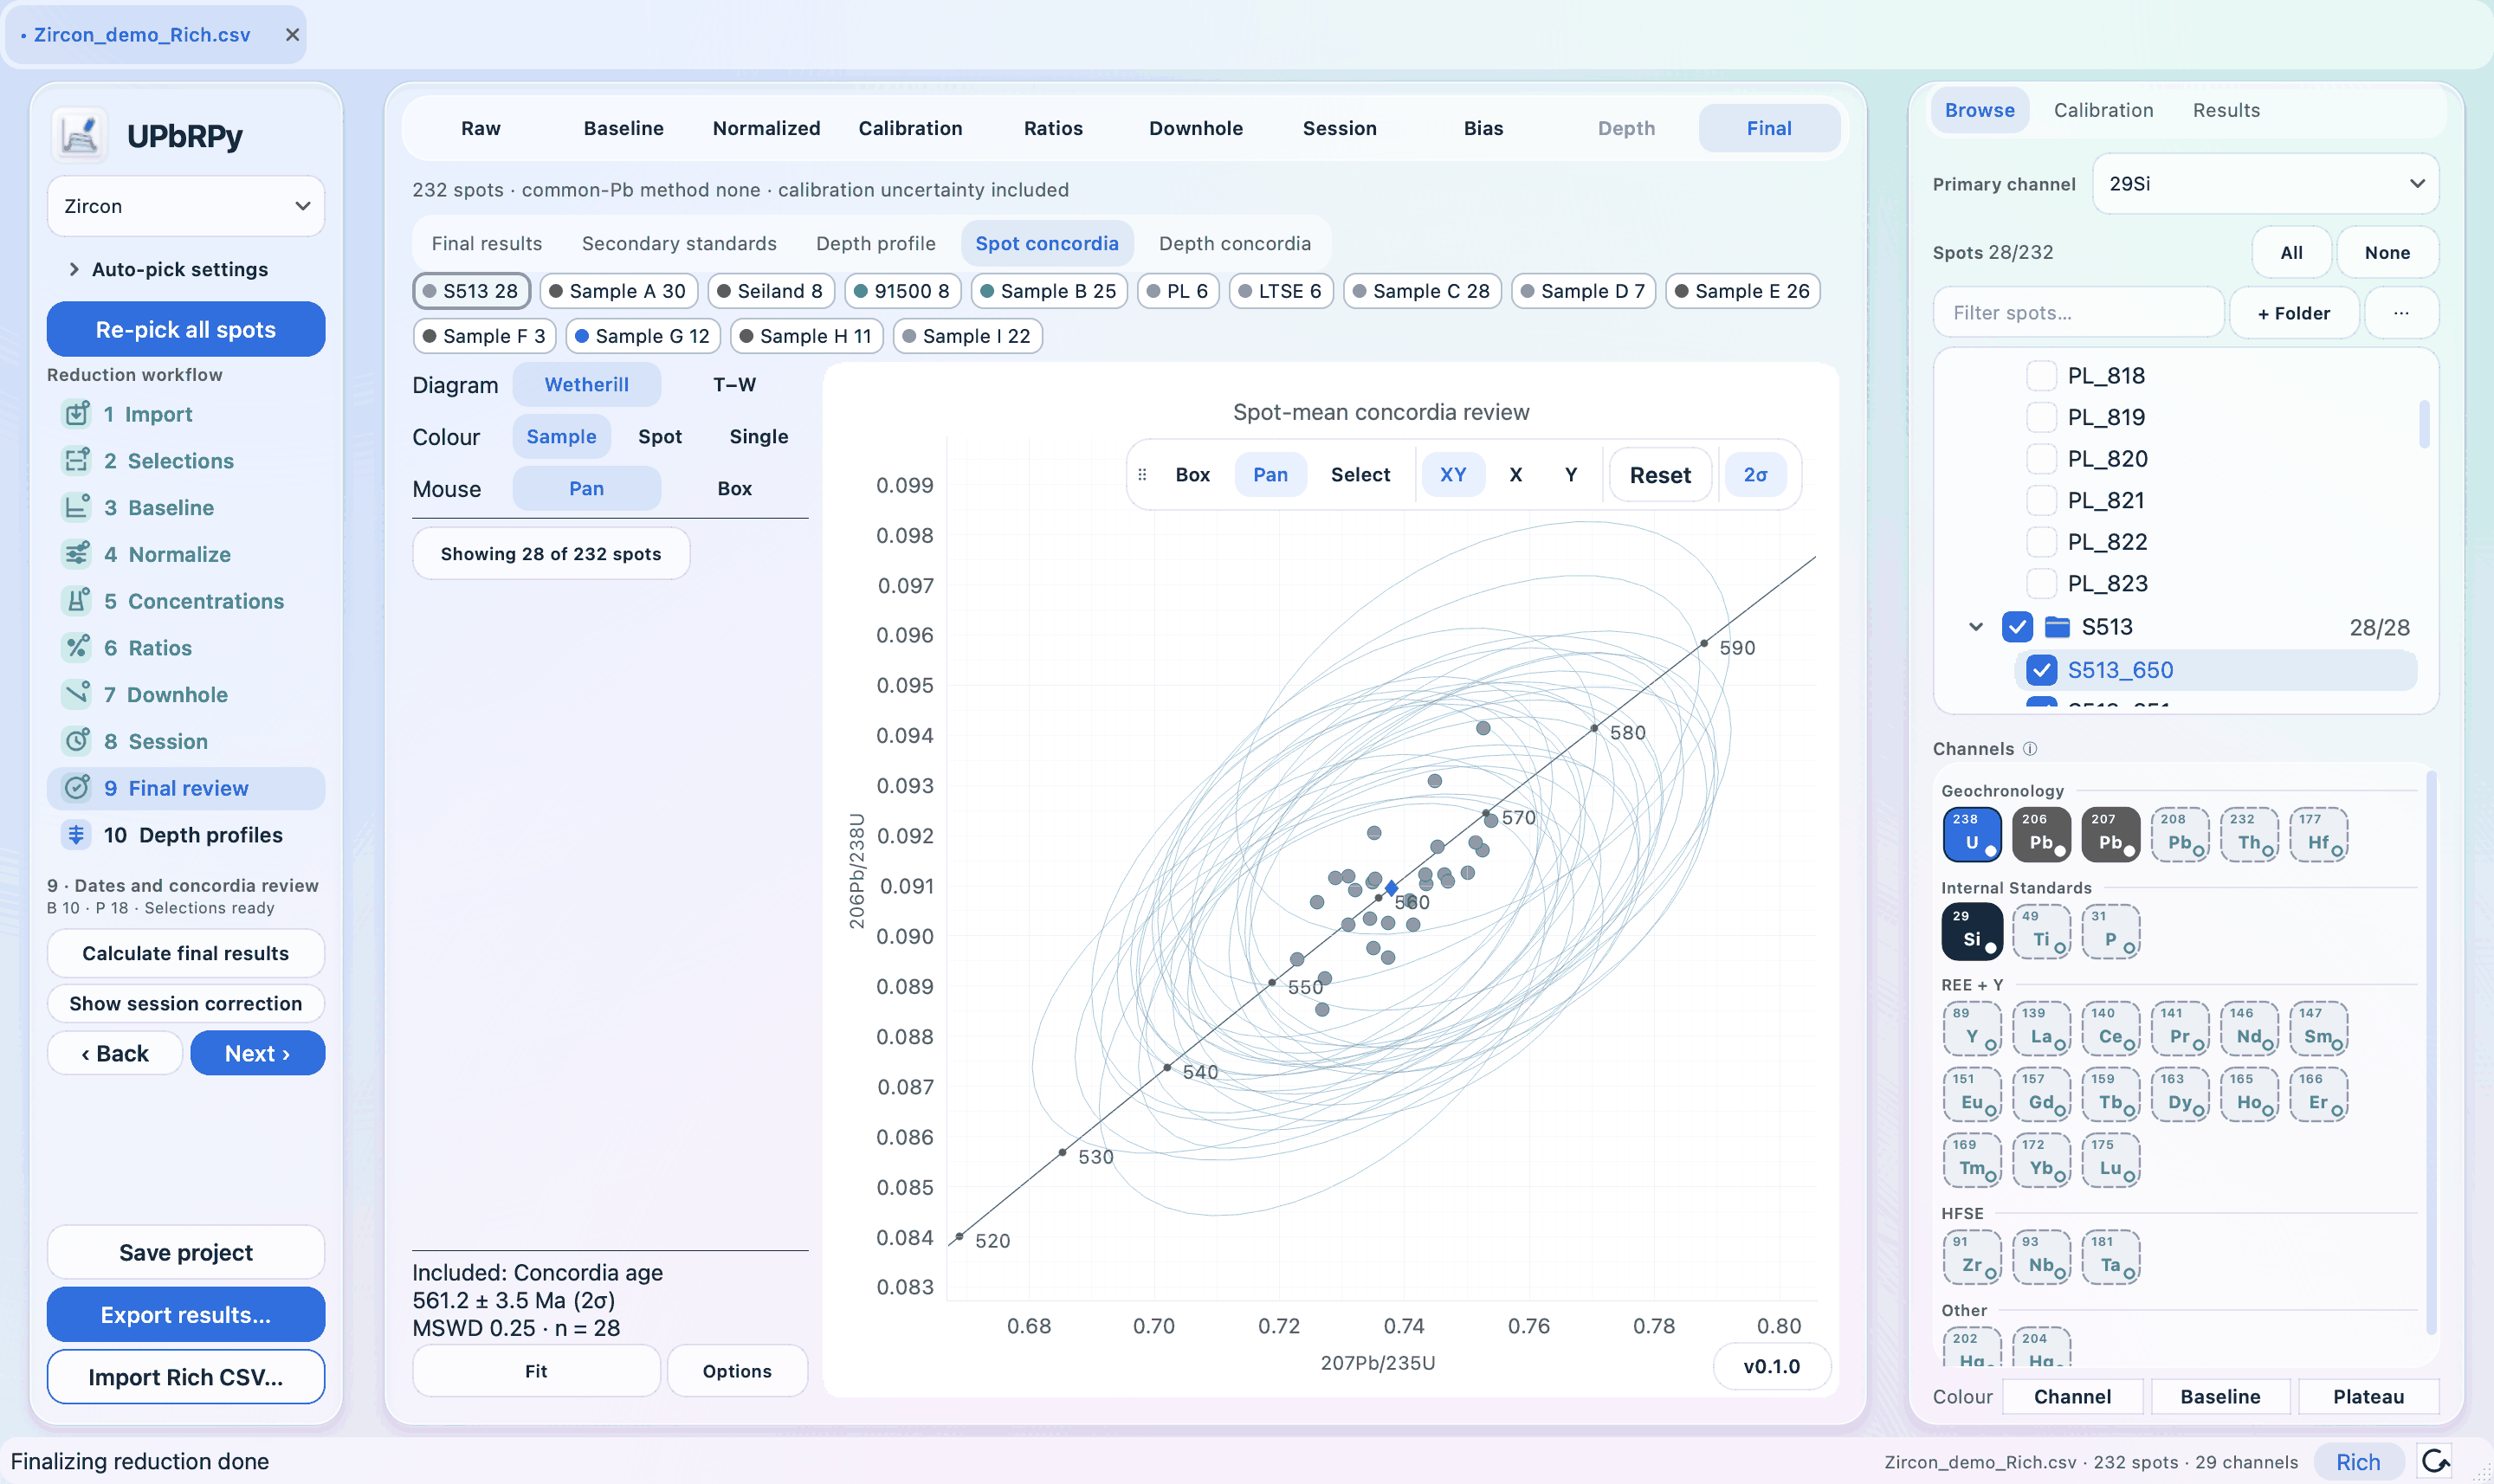 • Zircon_demo_Rich.csv ×
UPbRPy
Zircon
Auto-pick settings
Re-pick all spots
Reduction workflow
1 Import
2 Selections
3 Baseline
4 Normalize
5 Concentrations
6 Ratios
7 Downhole
8 Session
9 Final review
10 Depth profiles
9 · Dates and concordia review
B 10 · P 18 · Selections ready
Calculate final results
Show session correction
‹ Back Next ›
Save project
Export results...
Import Rich CSV...
Raw Baseline Normalized Calibration Ratios Downhole Session Bias Depth Final
232 spots · common-Pb method none · calibration uncertainty included
Final results Secondary standards Depth profile Spot concordia Depth concordia
S513 28 Sample A 30 Seiland 8 91500 8 Sample B 25 PL 6 LTSE 6 Sample C 28 Sample D 7 Sample E 26
Sample F 3 Sample G 12 Sample H 11 Sample I 22
Diagram Wetherill T–W
Colour Sample Spot Single
Mouse Pan Box
Showing 28 of 232 spots
Included: Concordia age
561.2 ± 3.5 Ma (2σ)
MSWD 0.25 · n = 28
Fit Options
Spot-mean concordia review
Box Pan Select XY X Y Reset 2σ
0.099
0.098
0.097
0.096
0.095
0.094
0.093
0.092
0.091
0.090
0.089
0.088
0.087
0.086
0.085
0.084
0.083
206Pb/238U
590
580
570
560
550
540
530
520
0.68 0.70 0.72 0.74 0.76 0.78 0.80
207Pb/235U
v0.1.0
Browse Calibration Results
Primary channel 29Si
Spots 28/232 All None
Filter spots... + Folder ...
PL_818
PL_819
PL_820
PL_821
PL_822
PL_823
S513 28/28
S513_650
Channels ⓘ
Geochronology
238 U 206 Pb 207 Pb 208 Pb 232 Th 177 Hf
Internal Standards
29 Si 49 Ti 31 P
REE + Y
89 Y 139 La 140 Ce 141 Pr 146 Nd 147 Sm
151 Eu 157 Gd 159 Tb 163 Dy 165 Ho 166 Er
169 Tm 172 Yb 175 Lu
HFSE
91 Zr 93 Nb 181 Ta
Other
202 Hg 204 Hg
Colour Channel Baseline Plateau
Finalizing reduction done
Zircon_demo_Rich.csv · 232 spots · 29 channels Rich